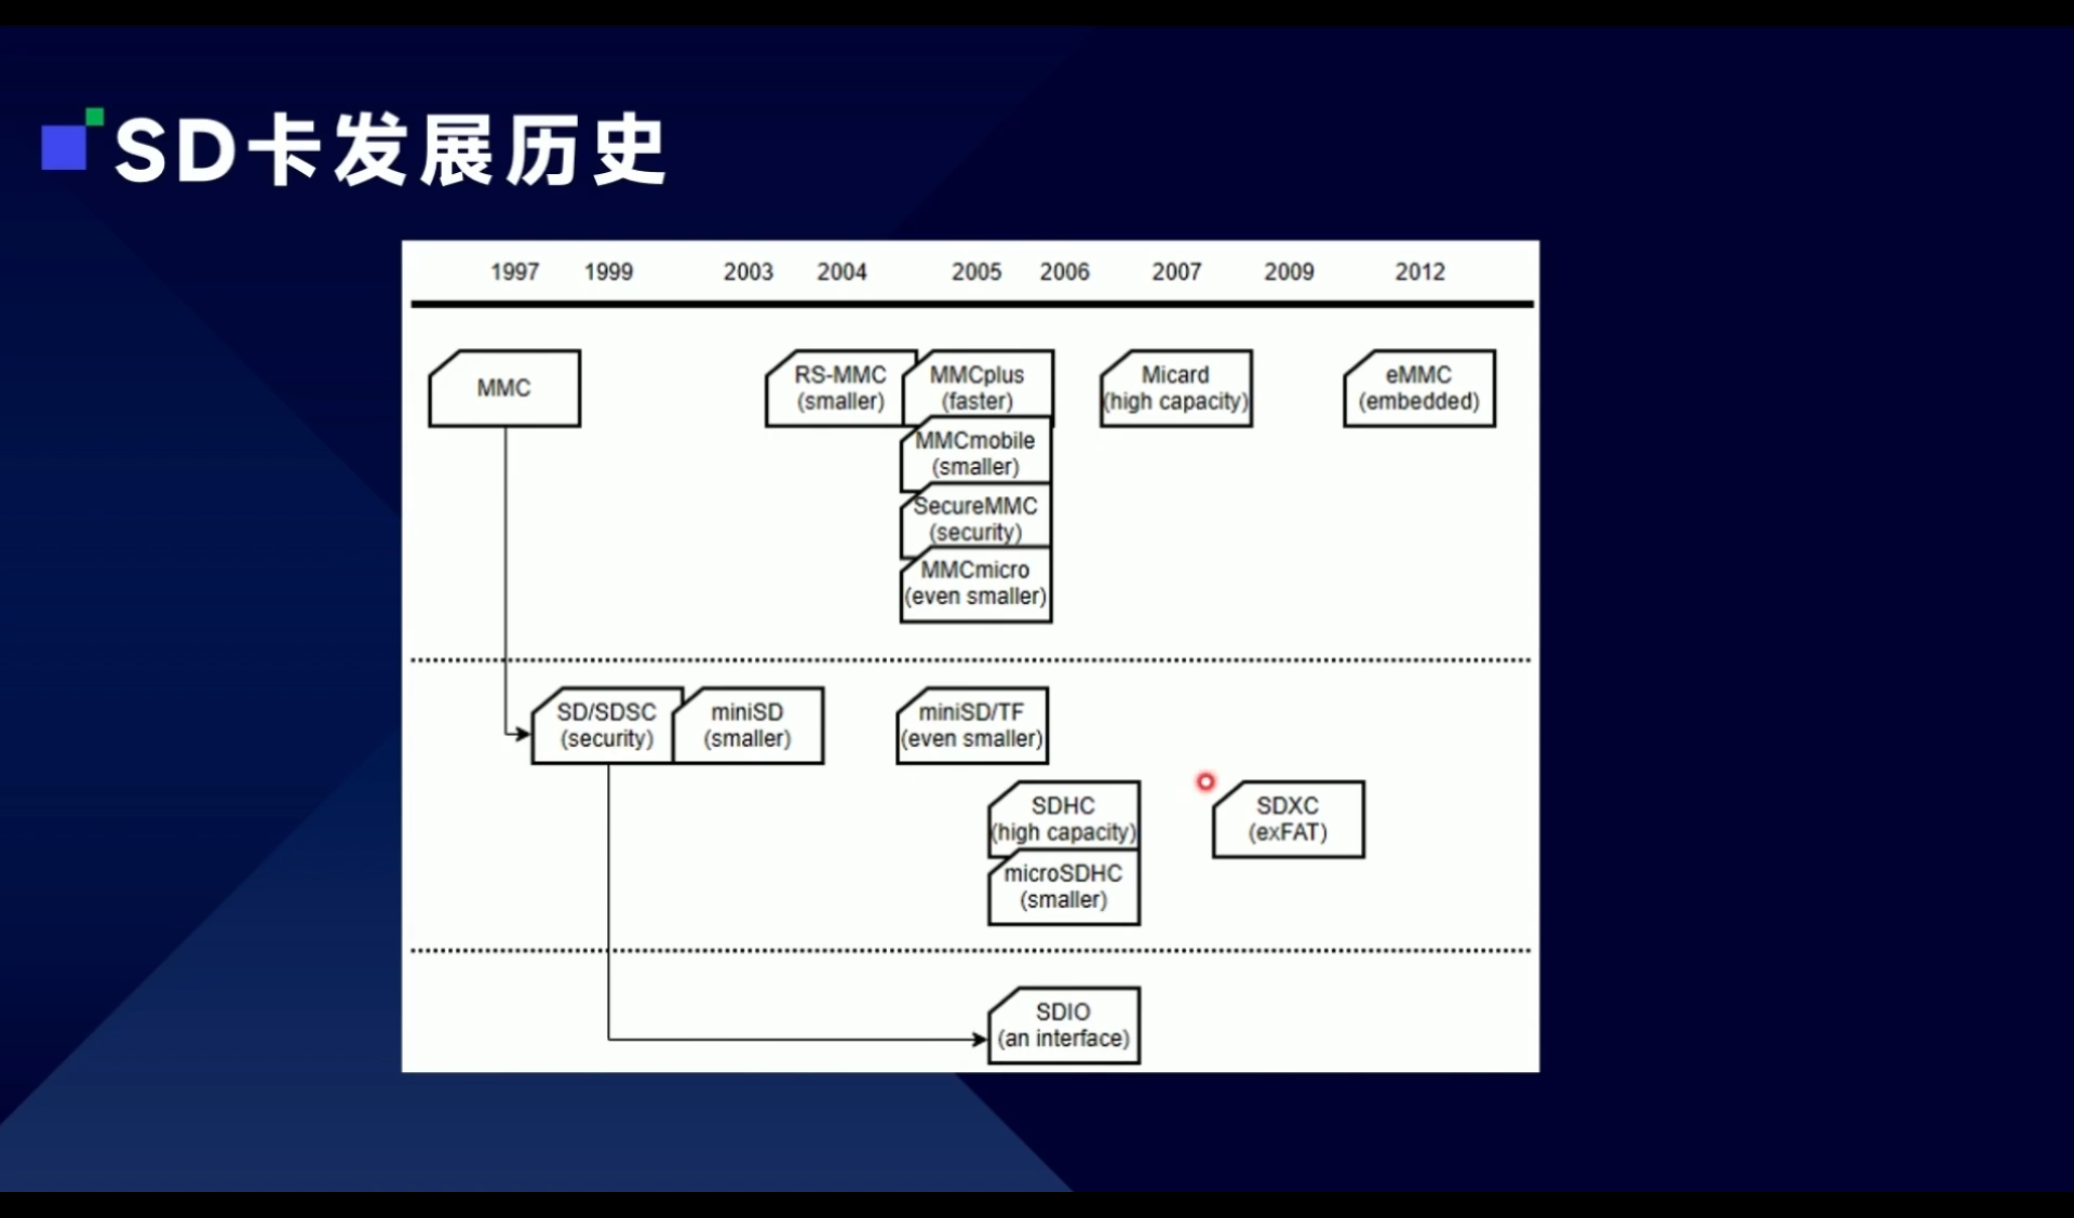 SD卡发展历史
1997 1999 2003 2004 2005 2006 2007 2009 2012
MMC
RS-MMC
(smaller)
MMCplus
(faster)
Micard
(high capacity)
eMMC
(embedded)
MMCmobile
(smaller)
SecureMMC
(security)
MMCmicro
(even smaller)
SD/SDSC
(security)
miniSD
(smaller)
miniSD/TF
(even smaller)
SDHC
(high capacity)
SDXC
(exFAT)
microSDHC
(smaller)
SDIO
(an interface)